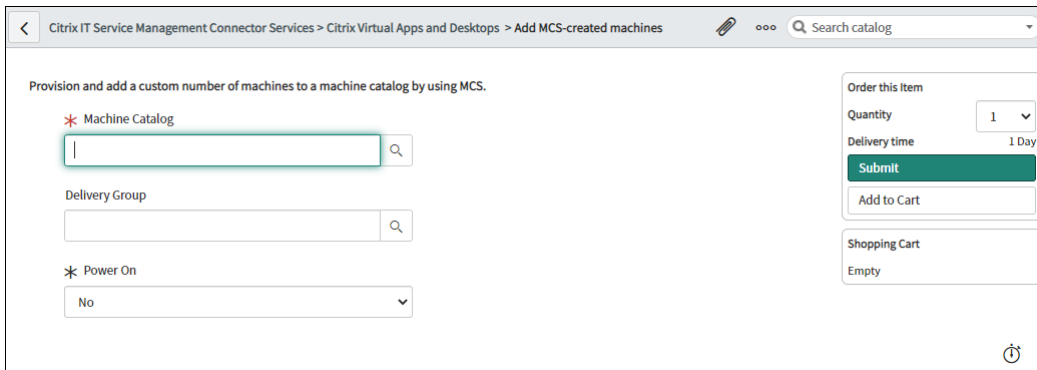 Citrix IT Service Management Connector Services > Citrix Virtual Apps and Desktops > Add MCS-created machines
Search catalog
Provision and add a custom number of machines to a machine catalog by using MCS.
Machine Catalog
Delivery Group
Power On
No
Order this Item
Quantity
1
Delivery time
1 Day
Submit
Add to Cart
Shopping Cart
Empty